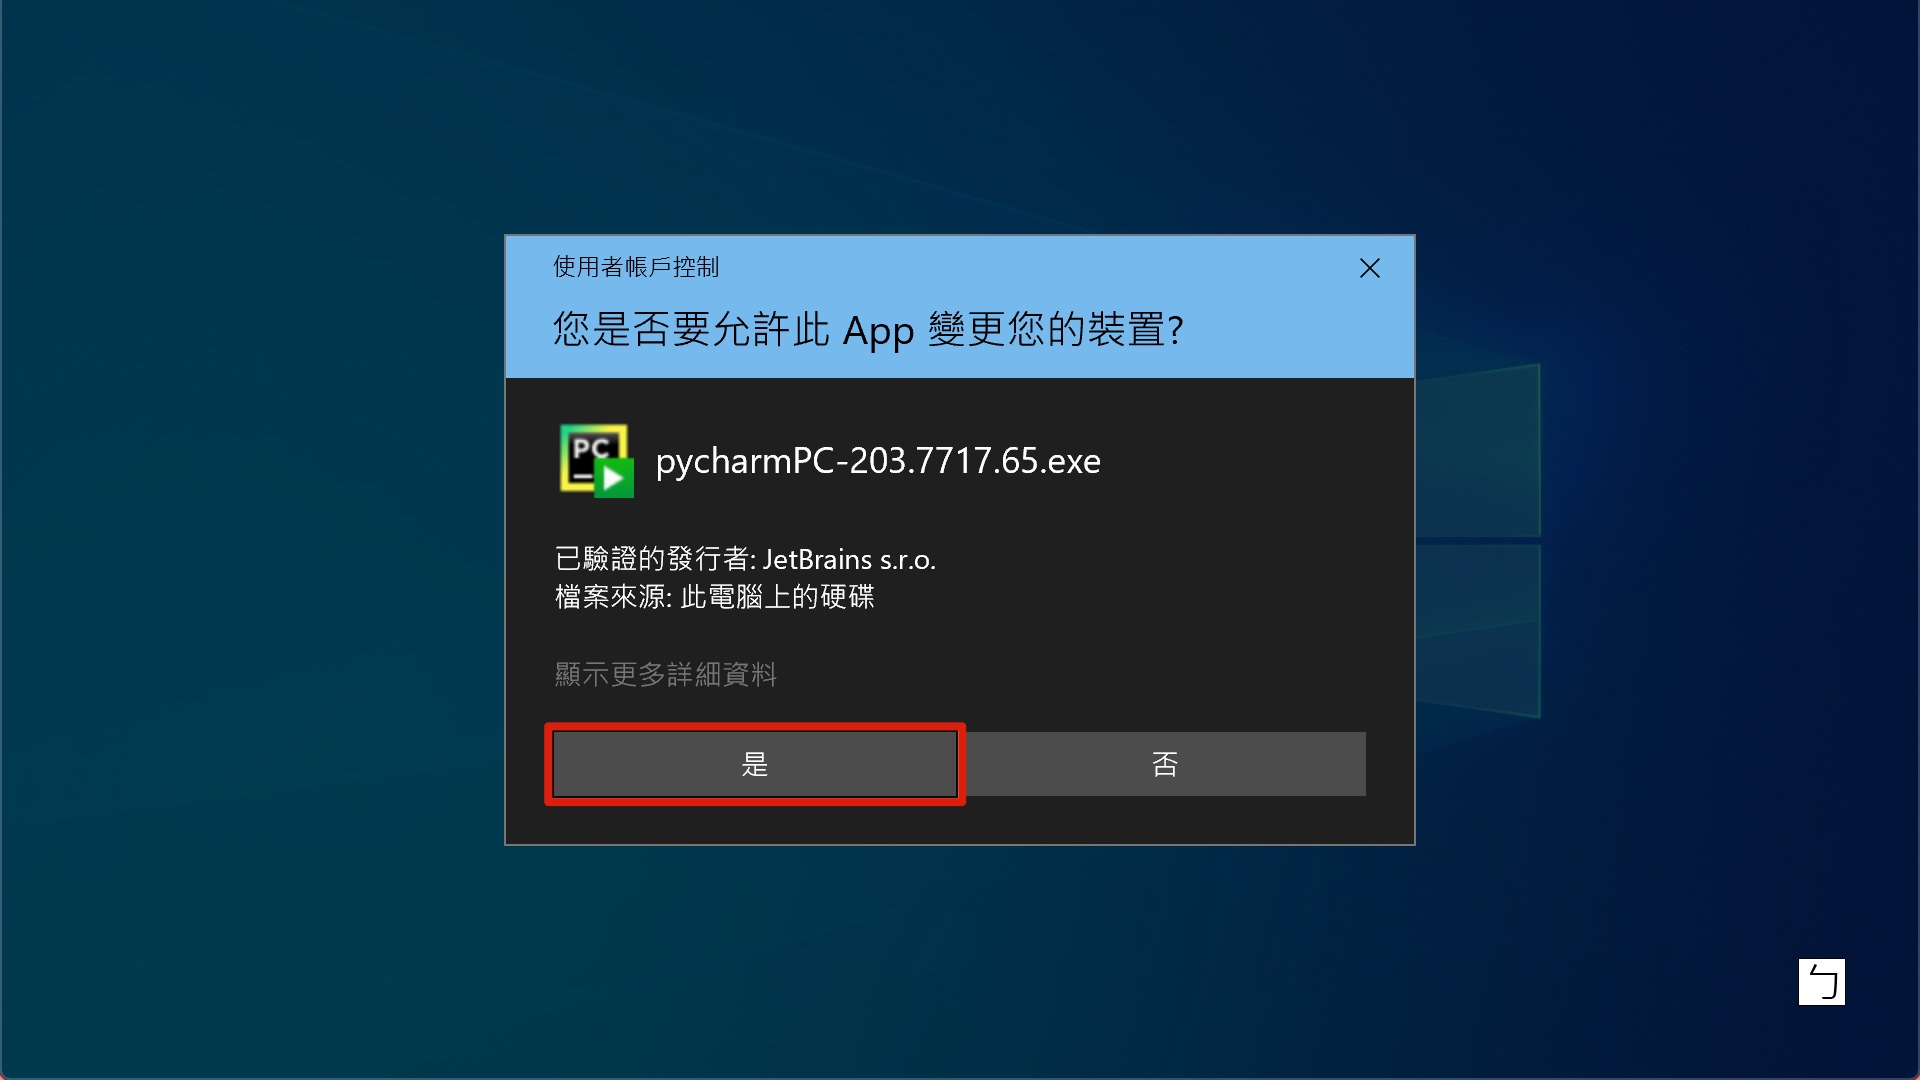 使用者帳戶控制
您是否要允許此 App 變更您的裝置?
PC
pycharmPC-203.7717.65.exe
已驗證的發行者: JetBrains s.r.o.
檔案來源: 此電腦上的硬碟
顯示更多詳細資料
是
否
ㄅ